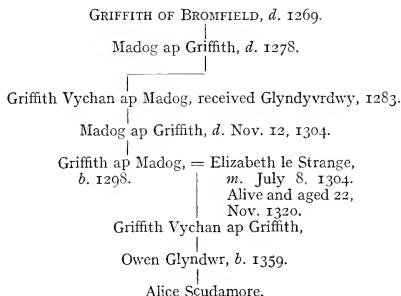 GRIFFITH OF BROMFIELD, d. 1269.
Madog ap Griffith, d. 1278.
Griffith Vychan ap Madog, received Glyndyvrdwy, 1283.
Madog ap Griffith, d. Nov. 12, 1304.
Griffith ap Madog, = Elizabeth le Strange,
b. 1298. m. July 8, 1304.
Alive and aged 22,
Nov. 1320.
Griffith Vychan ap Griffith,
Owen Glyndwr, b. 1359.
Alice Scudamore.